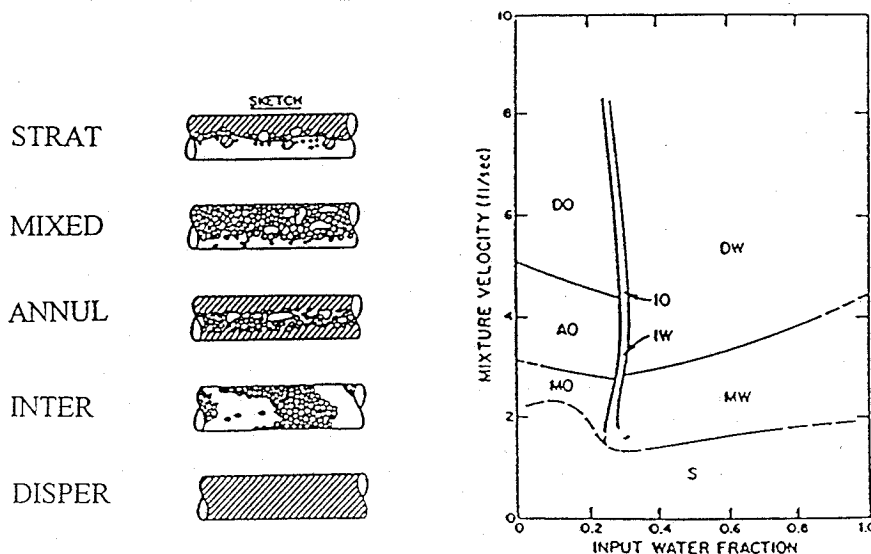 SKETCH
STRAT
MIXED
ANNUL
INTER
DISPER
MIXTURE VELOCITY (ft/sec)
10
8
6
4
2
0
DO
DW
IO
AO
IW
MO
MW
S
0 0.2 0.4 0.6 0.8 1.0
INPUT WATER FRACTION